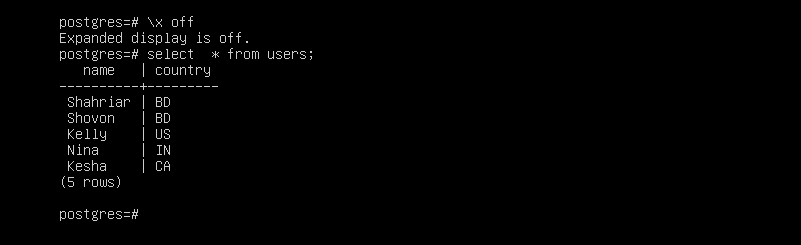 postgres=# \x off
Expanded display is off.
postgres=# select  * from users;
   name   | country
----------+---------
 Shahriar | BD
 Shovon   | BD
 Kelly    | US
 Nina     | IN
 Kesha    | CA
(5 rows)

postgres=#